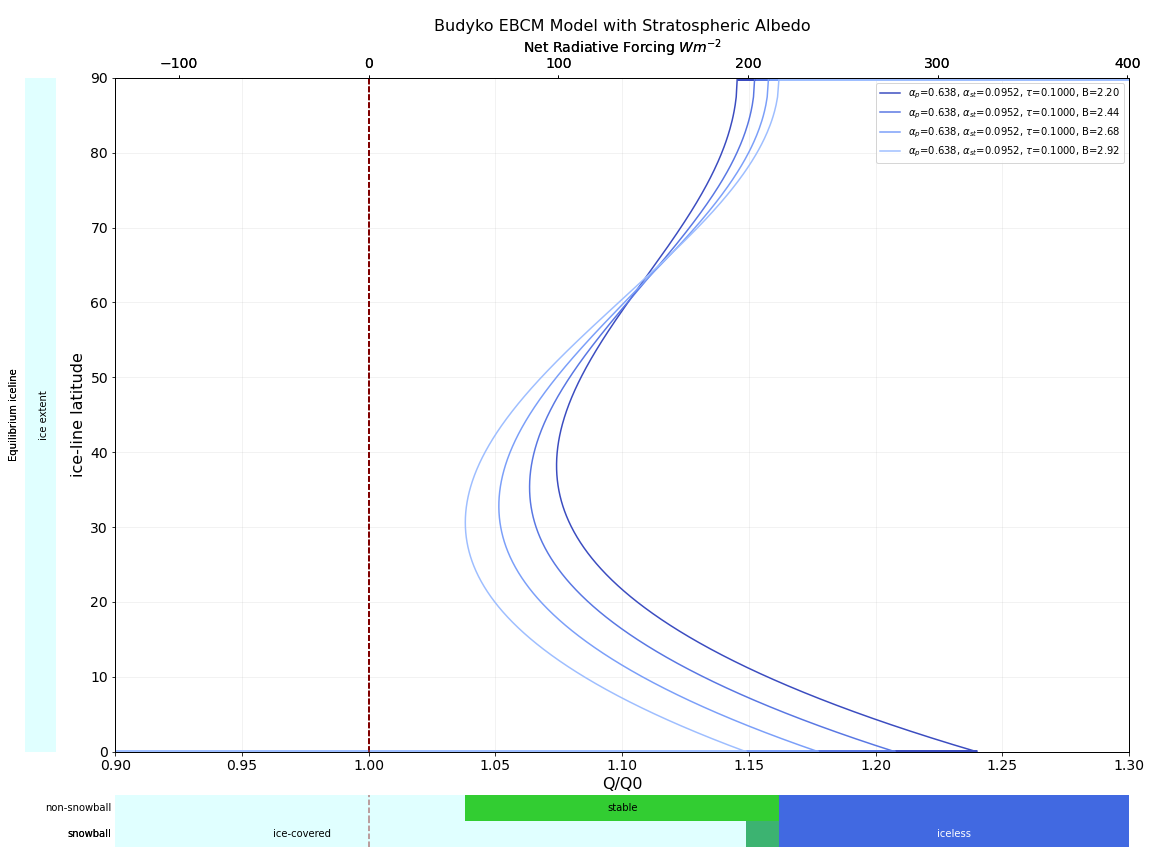 Budyko EBCM Model with Stratospheric Albedo
Net Radiative Forcing Wm⁻²
−100 0 100 200 300 400
αp=0.638, αst=0.0952, τ=0.1000, B=2.20
αp=0.638, αst=0.0952, τ=0.1000, B=2.44
αp=0.638, αst=0.0952, τ=0.1000, B=2.68
αp=0.638, αst=0.0952, τ=0.1000, B=2.92
Equilibrium iceline
ice extent
ice-line latitude
90
80
70
60
50
40
30
20
10
0
0.90 0.95 1.00 1.05 1.10 1.15 1.20 1.25 1.30
Q/Q0
non-snowball stable
snowball ice-covered iceless